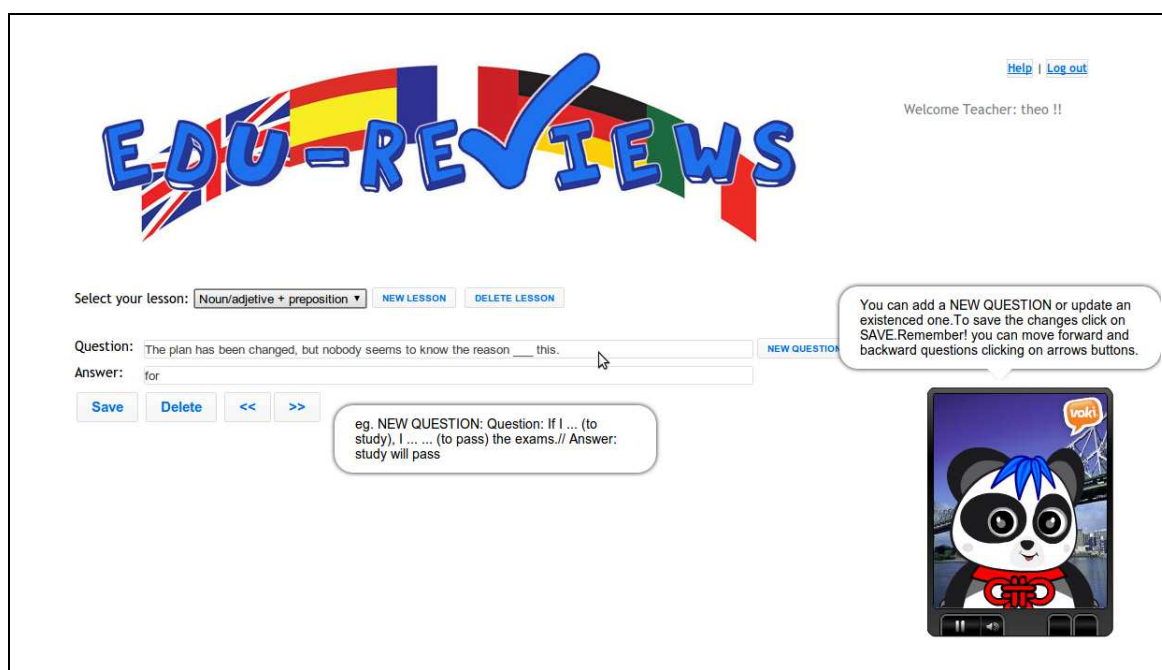 Help | Log out
EDU-REVIEWS
Welcome Teacher: theo !!
Select your lesson: Noun/adjetive + preposition ▼ NEW LESSON DELETE LESSON
You can add a NEW QUESTION or update an
existenced one.To save the changes click on
SAVE.Remember! you can move forward and
backward questions clicking on arrows buttons.
Question: The plan has been changed, but nobody seems to know the reason ___ this. NEW QUESTION
Answer: for
Save Delete << >>
eg. NEW QUESTION: Question: If I ... (to
study), I ... ... (to pass) the exams.// Answer:
study will pass
voki